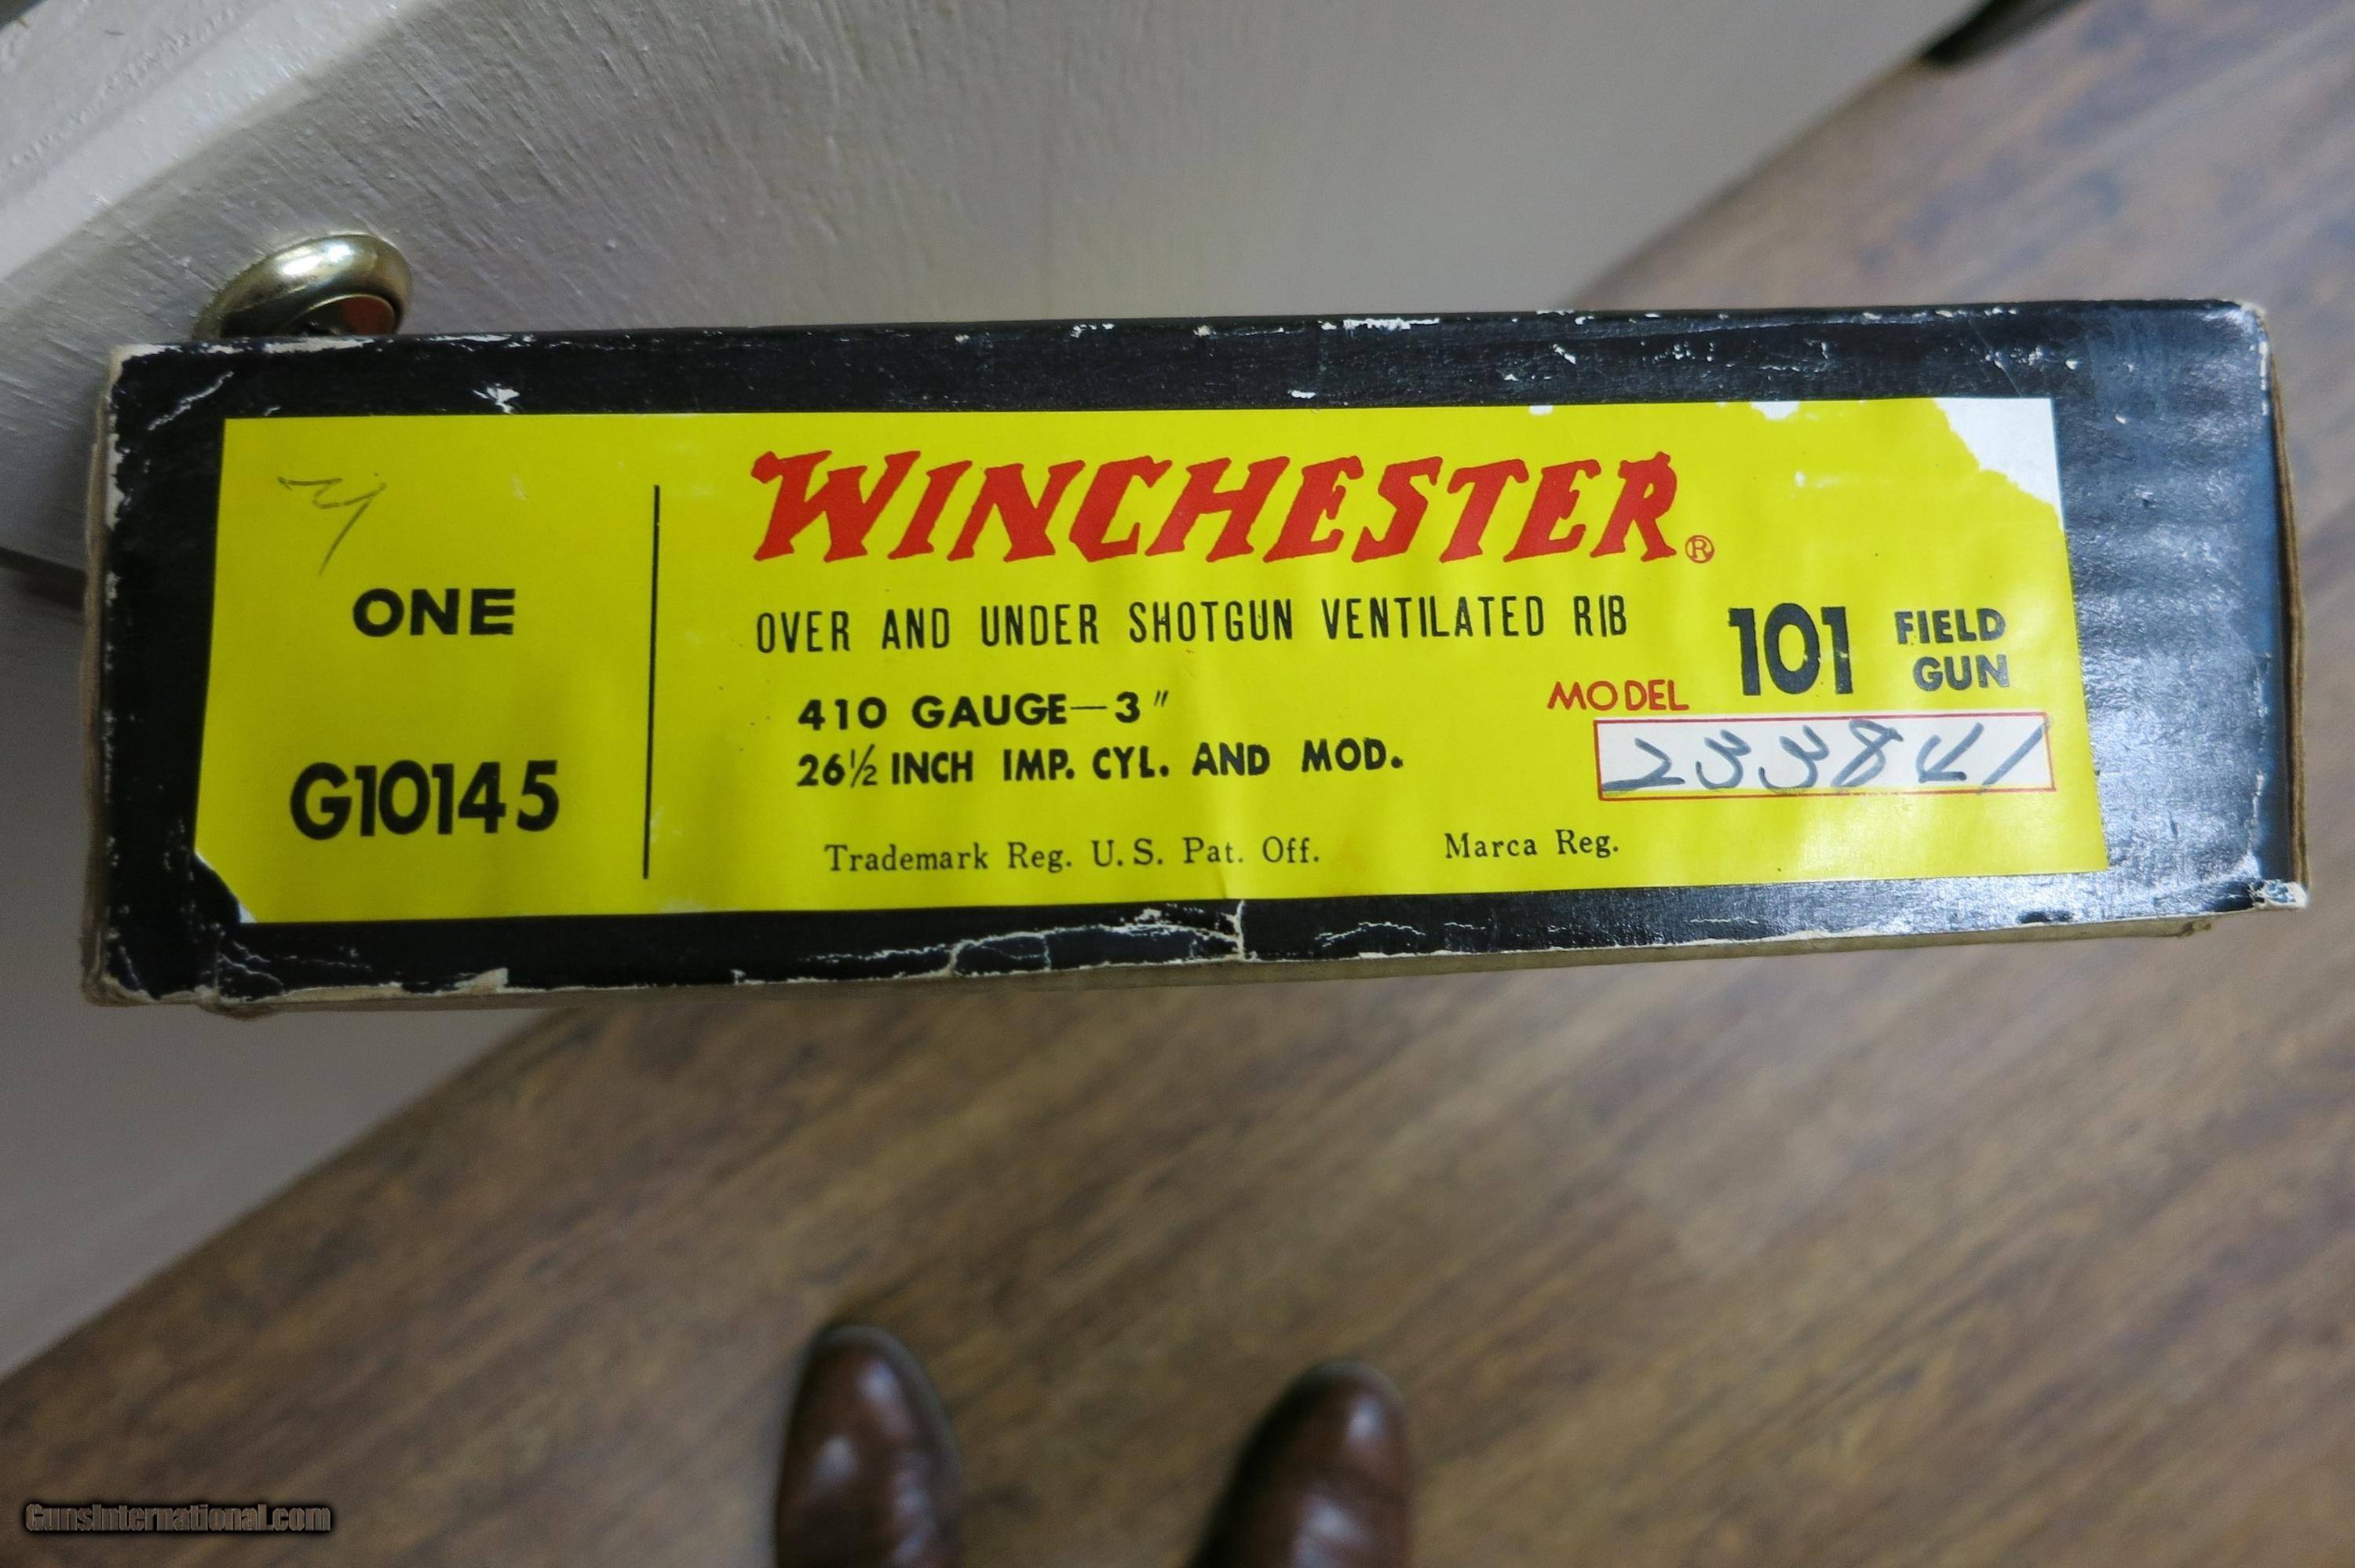 ONE
G10145
WINCHESTER®
OVER AND UNDER SHOTGUN VENTILATED RIB
410 GAUGE—3"
26½ INCH IMP. CYL. AND MOD.
MODEL 101 FIELD GUN
233841
Trademark Reg. U.S. Pat. Off. Marca Reg.
GunsInternational.com